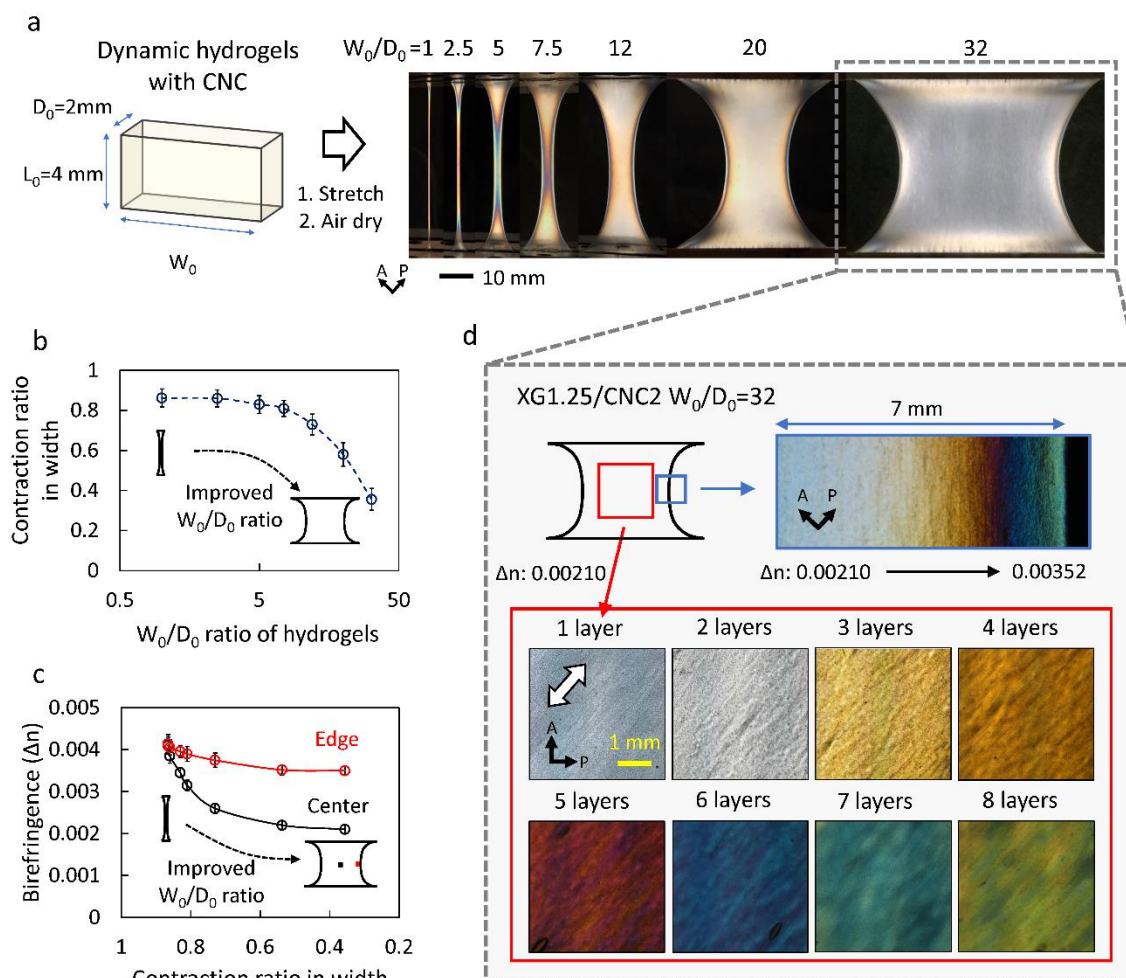 a
Dynamic hydrogels
with CNC
D₀=2mm
L₀=4 mm
W₀
1. Stretch
2. Air dry
W₀/D₀ =1 2.5 5 7.5 12 20 32
A P
10 mm
b
Contraction ratio
in width
1
0.8
0.6
0.4
0.2
0
0.5 5 50
Improved
W₀/D₀ ratio
W₀/D₀ ratio of hydrogels
c
Birefringence (Δn)
0.005
0.004
0.003
0.002
0.001
0
Edge
Center
Improved
W₀/D₀ ratio
1 0.8 0.6 0.4 0.2
Contraction ratio in width
d
XG1.25/CNC2 W₀/D₀=32
7 mm
A P
Δn: 0.00210
Δn: 0.00210 0.00352
1 layer 2 layers 3 layers 4 layers
A
P
1 mm
5 layers 6 layers 7 layers 8 layers